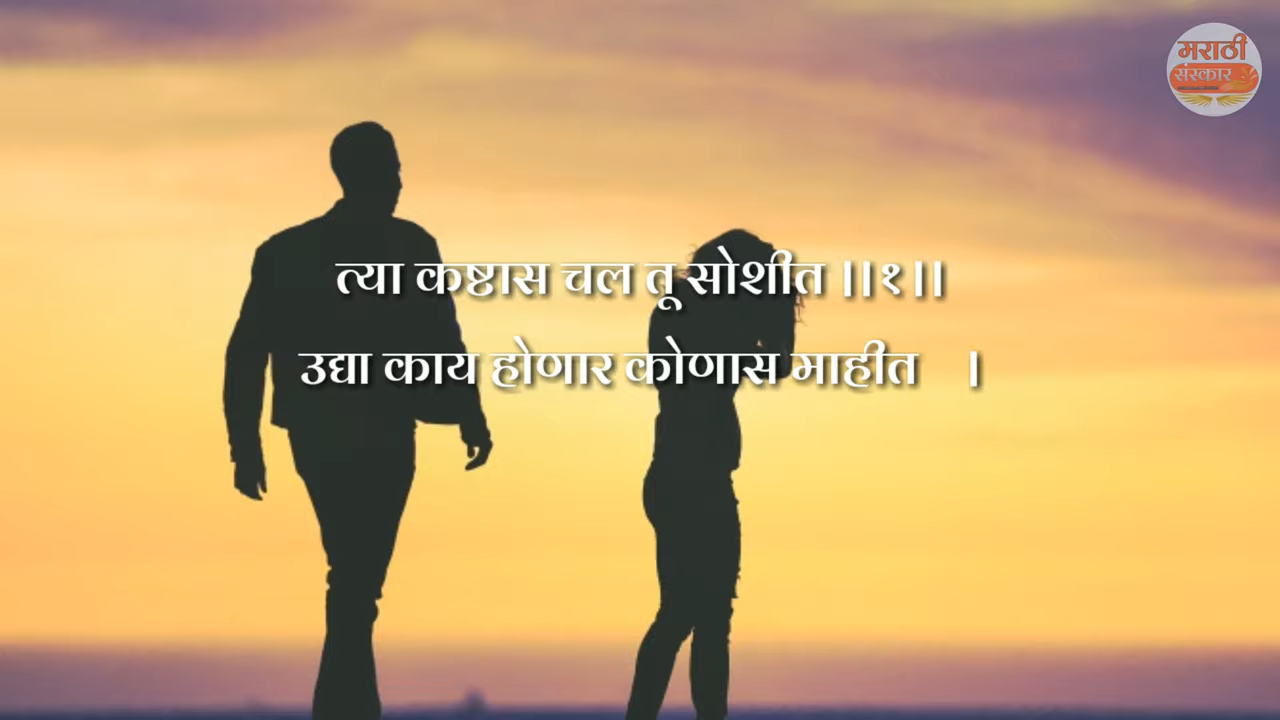 मराठी
संस्कार
त्या कष्टास चल तू सोशीत ।।१।।
उद्या काय होणार कोणास माहीत ।